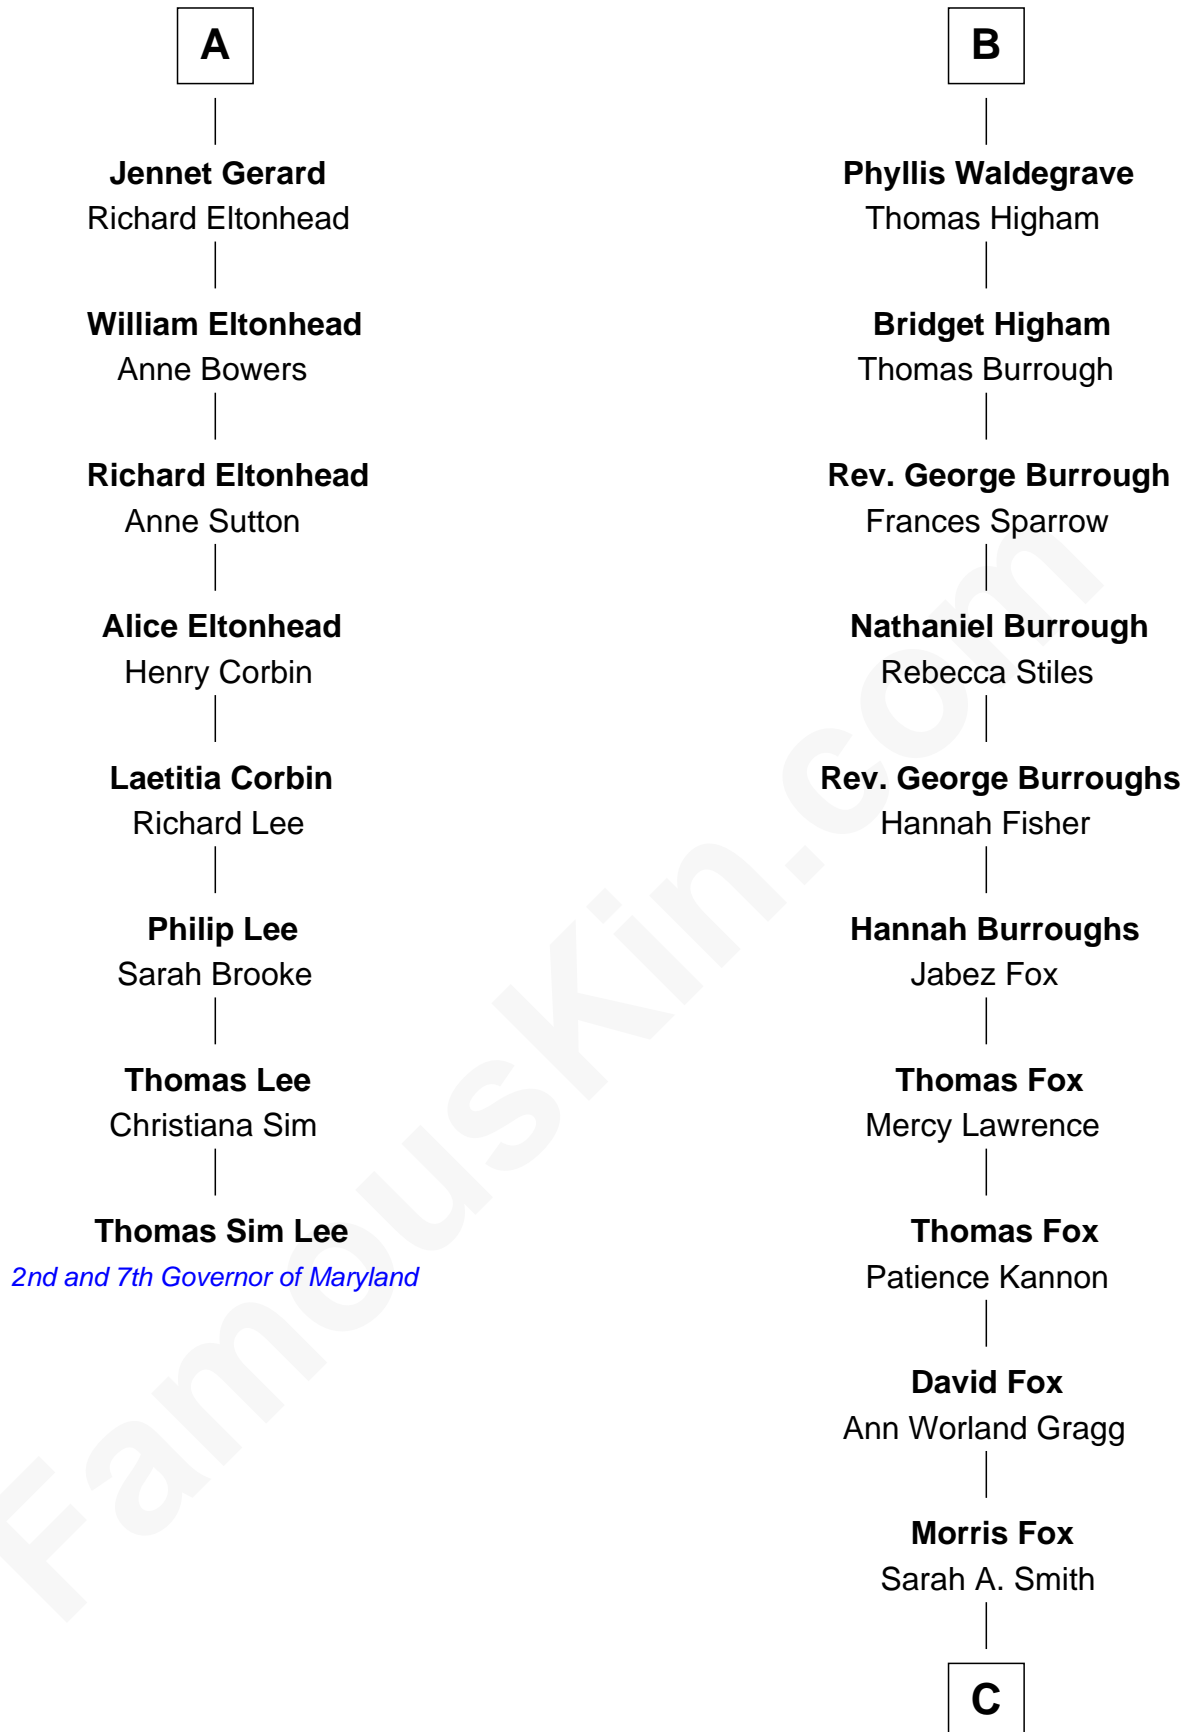 A
Jennet Gerard
Richard Eltonhead
William Eltonhead
Anne Bowers
Richard Eltonhead
Anne Sutton
Alice Eltonhead
Henry Corbin
Laetitia Corbin
Richard Lee
Philip Lee
Sarah Brooke
Thomas Lee
Christiana Sim
Thomas Sim Lee
2nd and 7th Governor of Maryland
B
Phyllis Waldegrave
Thomas Higham
Bridget Higham
Thomas Burrough
Rev. George Burrough
Frances Sparrow
Nathaniel Burrough
Rebecca Stiles
Rev. George Burroughs
Hannah Fisher
Hannah Burroughs
Jabez Fox
Thomas Fox
Mercy Lawrence
Thomas Fox
Patience Kannon
David Fox
Ann Worland Gragg
Morris Fox
Sarah A. Smith
C
FamousKin.com